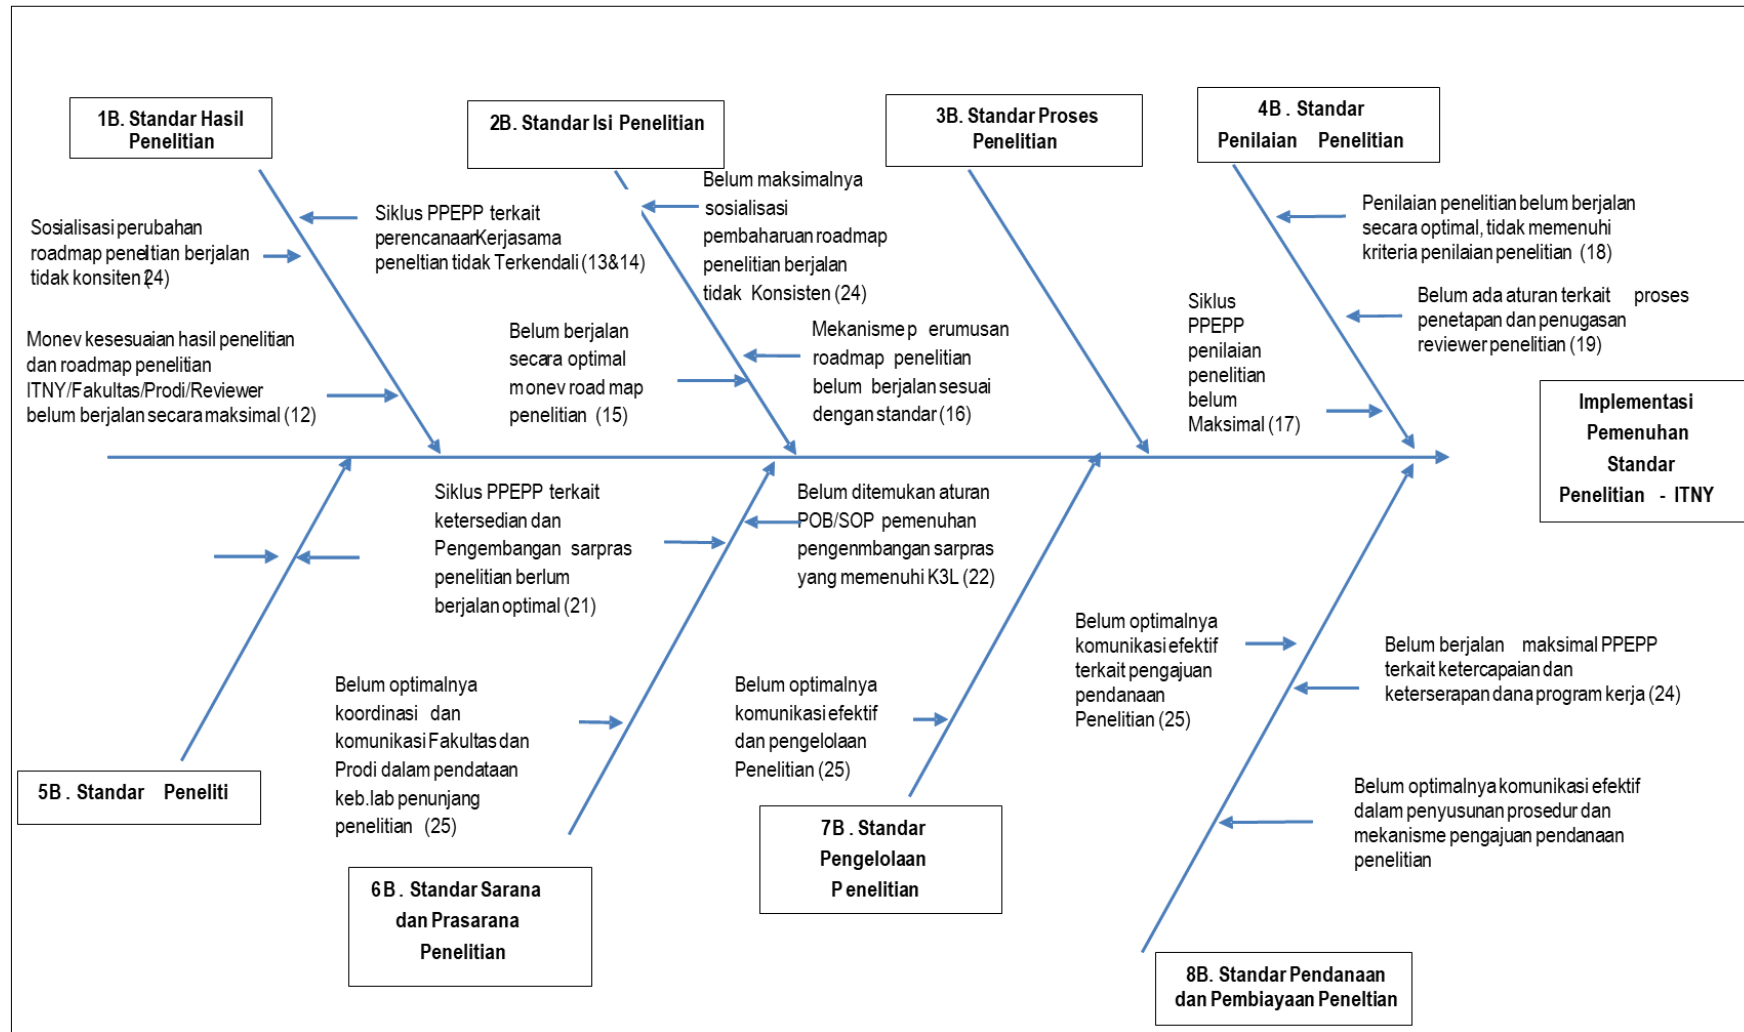 1B. Standar Hasil
Penelitian
2B. Standar Isi Penelitian
3B. Standar Proses
Penelitian
4B . Standar
Penilaian Penelitian
Sosialisasi perubahan
roadmap penelitian berjalan
tidak konsiten (24)
Siklus PPEPP terkait
perencanaan Kerjasama
peneltian tidak Terkendali (13&14)
Monev kesesuaian hasil penelitian
dan roadmap penelitian
ITNY/Fakultas/Prodi/Reviewer
belum berjalan secara maksimal (12)
Belum maksimalnya
sosialisasi
pembaharuan roadmap
penelitian berjalan
tidak Konsisten (24)
Belum berjalan
secara optimal
monev road map
penelitian (15)
Mekanisme p erumusan
roadmap penelitian
belum berjalan sesuai
dengan standar (16)
Penilaian penelitian belum berjalan
secara optimal, tidak memenuhi
kriteria penilaian penelitian (18)
Siklus
PPEPP
penilaian
penelitian
belum
Maksimal (17)
Belum ada aturan terkait proses
penetapan dan penugasan
reviewer penelitian (19)
Implementasi
Pemenuhan
Standar
Penelitian - ITNY
Siklus PPEPP terkait
ketersedian dan
Pengembangan sarpras
penelitian berlum
berjalan optimal (21)
Belum ditemukan aturan
POB/SOP pemenuhan
pengenmbangan sarpras
yang memenuhi K3L (22)
Belum optimalnya
koordinasi dan
komunikasi Fakultas dan
Prodi dalam pendataan
keb.lab penunjang
penelitian (25)
Belum optimalnya
komunikasi efektif
dan pengelolaan
Penelitian (25)
Belum optimalnya
komunikasi efektif
terkait pengajuan
pendanaan
Penelitian (25)
Belum berjalan maksimal PPEPP
terkait ketercapaian dan
keterserapan dana program kerja (24)
Belum optimalnya komunikasi efektif
dalam penyusunan prosedur dan
mekanisme pengajuan pendanaan
penelitian
5B . Standar Peneliti
6B . Standar Sarana
dan Prasarana
Penelitian
7B . Standar
Pengelolaan
P enelitian
8B. Standar Pendanaan
dan Pembiayaan Peneltian